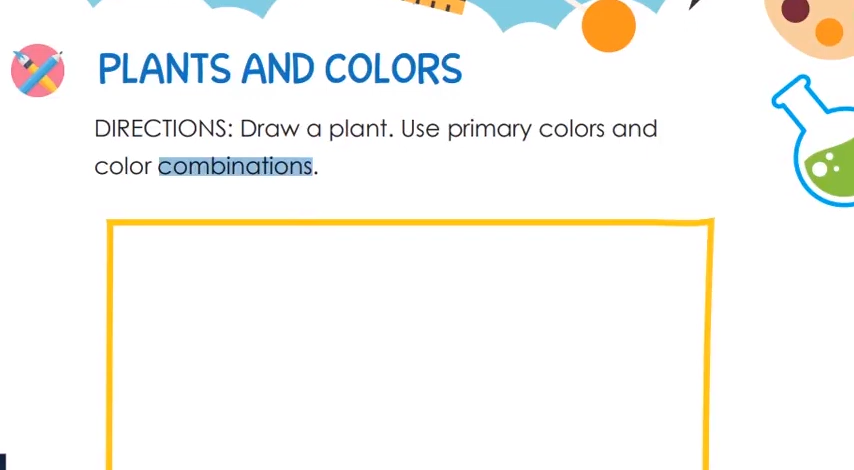 PLANTS AND COLORS
DIRECTIONS: Draw a plant. Use primary colors and
color combinations.